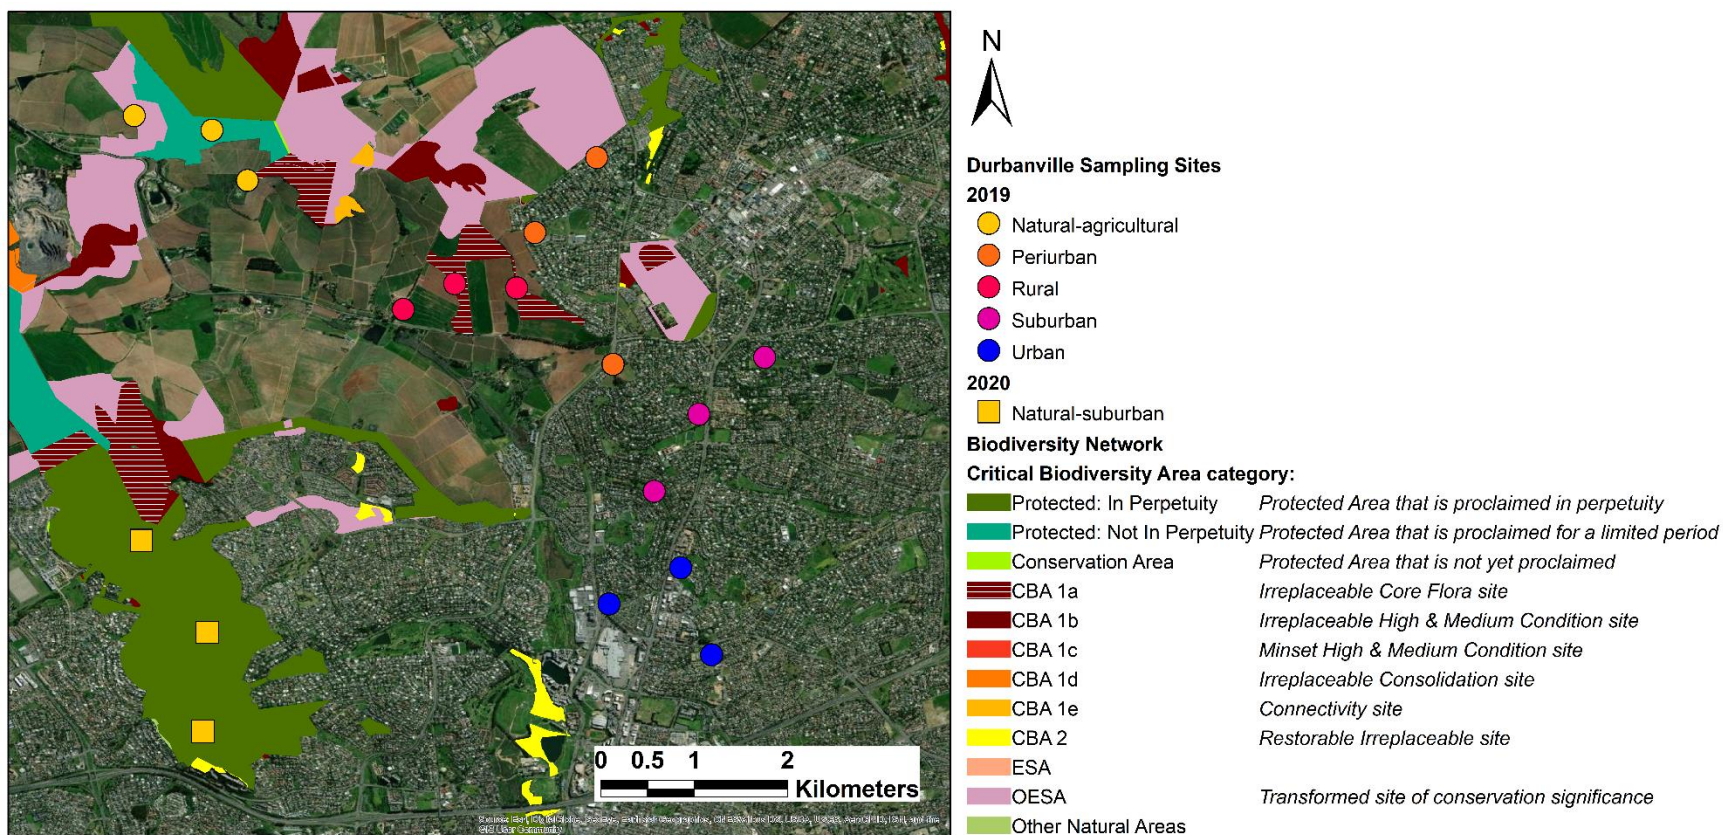 N
Durbanville Sampling Sites
2019
Natural-agricultural
Periurban
Rural
Suburban
Urban
2020
Natural-suburban
Biodiversity Network
Critical Biodiversity Area category:
Protected: In Perpetuity Protected Area that is proclaimed in perpetuity
Protected: Not In Perpetuity Protected Area that is proclaimed for a limited period
Conservation Area Protected Area that is not yet proclaimed
CBA 1a Irreplaceable Core Flora site
CBA 1b Irreplaceable High & Medium Condition site
CBA 1c Minset High & Medium Condition site
CBA 1d Irreplaceable Consolidation site
CBA 1e Connectivity site
CBA 2 Restorable Irreplaceable site
ESA
OESA Transformed site of conservation significance
Other Natural Areas
0 0.5 1 2
Kilometers
GIS User Community